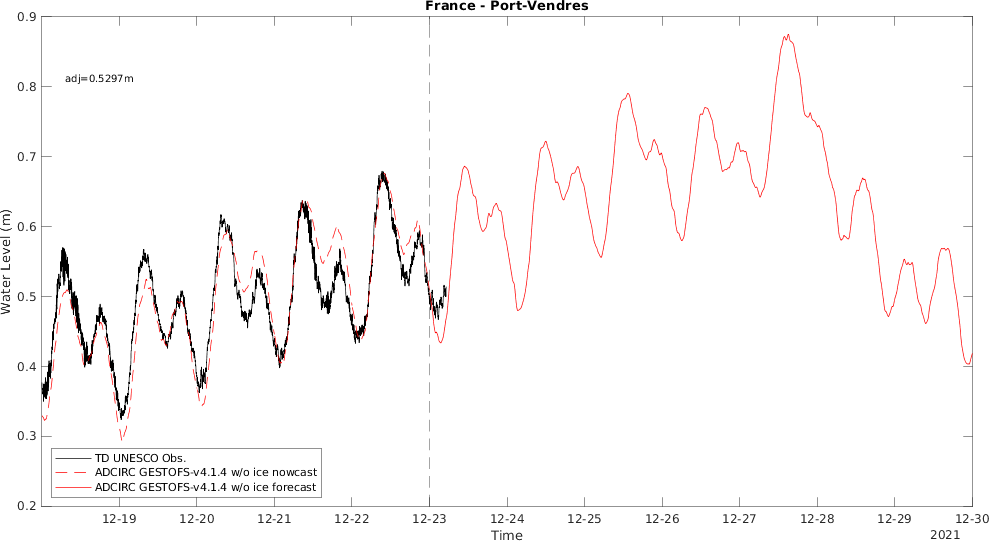 France - Port-Vendres
0.9
0.8
0.7
0.6
0.5
0.4
0.3
0.2
Water Level (m)
adj=0.5297m
TD UNESCO Obs.
ADCIRC GESTOFS-v4.1.4 w/o ice nowcast
ADCIRC GESTOFS-v4.1.4 w/o ice forecast
12-19 12-20 12-21 12-22 12-23 12-24 12-25 12-26 12-27 12-28 12-29 12-30
Time
2021